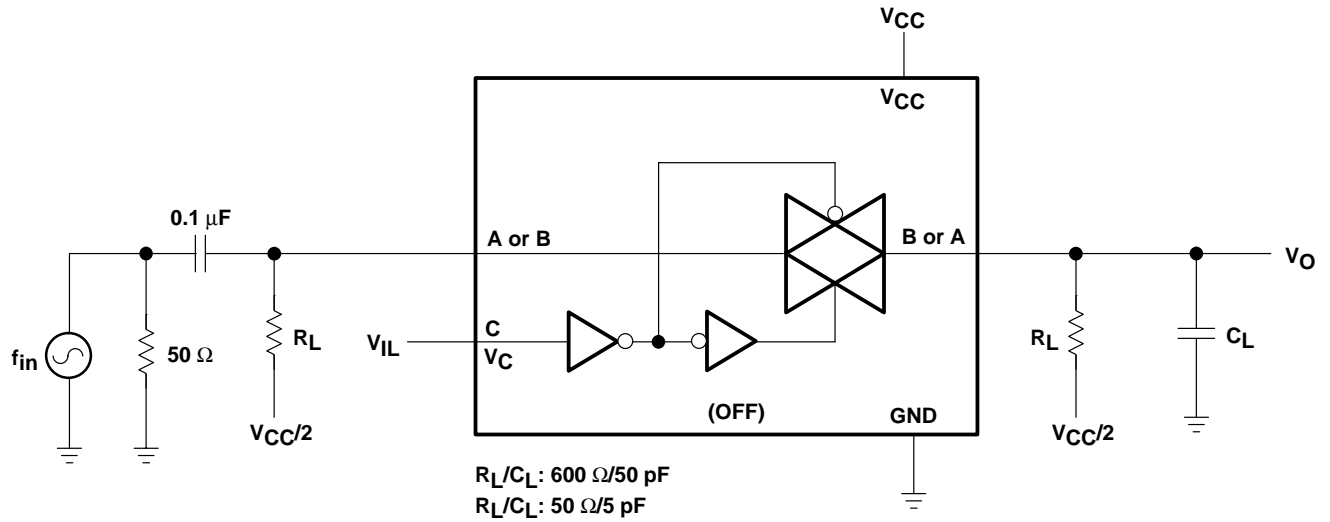 VCC
VCC
0.1 μF
A or B
B or A
VO
fin
50 Ω
RL
VCC/2
VIL
C
VC
(OFF)
GND
RL
VCC/2
CL
RL/CL: 600 Ω/50 pF
RL/CL: 50 Ω/5 pF